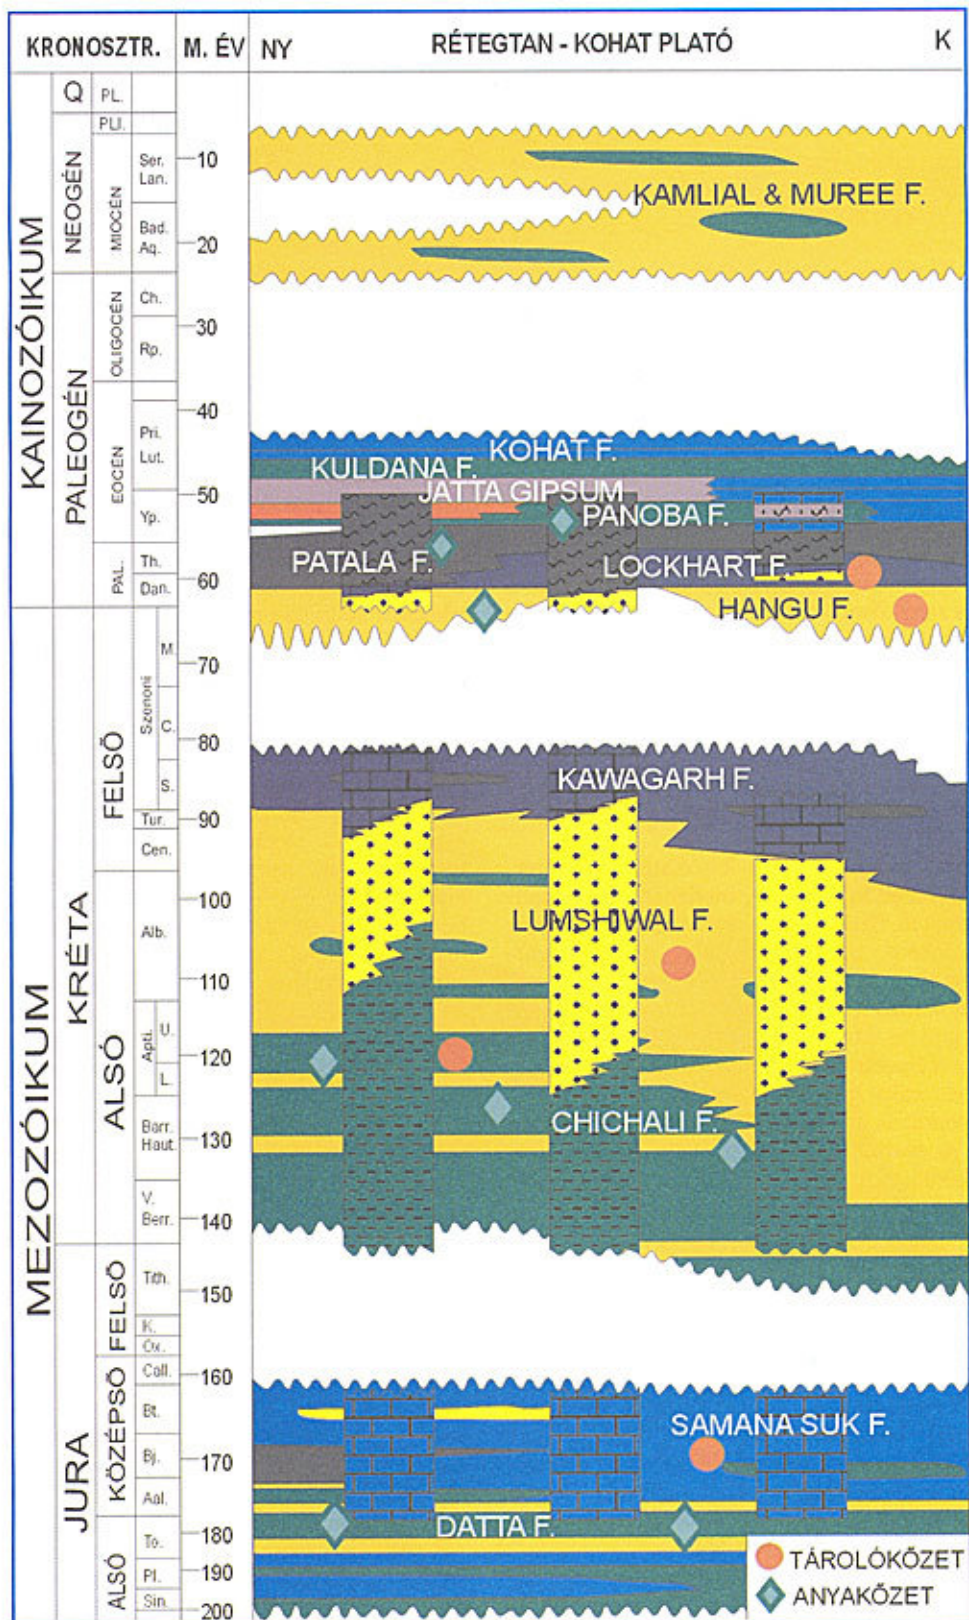 KRONOSZTR. M. ÉV NY RÉTEGTAN - KOHAT PLATÓ K
KAINOZÓIKUM
MEZOZÓIKUM
Q
NEOGÉN
PALEOGÉN
KRÉTA
JURA
PL.
PLI.
MIOCÉN
OLIGOCÉN
EOCÉN
PAL.
FELSŐ
ALSÓ
FELSŐ
KÖZÉPSŐ
ALSÓ
Ser.
Lan.
Bad.
Aq.
Ch.
Rp.
Pri.
Lut.
Yp.
Th.
Dan.
Szenoni
M.
C.
S.
Tur.
Cen.
Alb.
Apti.
U.
L.
Barr.
Haut.
V.
Berr.
Tith.
K.
Ox.
Call.
Bt.
Bj.
Aal.
To.
Pl.
Sin.
10
20
30
40
50
60
70
80
90
100
110
120
130
140
150
160
170
180
190
200
KAMLIAL & MUREE F.
KOHAT F.
KULDANA F.
JATTA GIPSUM
PANOBA F.
PATALA F.
LOCKHART F.
HANGU F.
KAWAGARH F.
LUMSHIWAL F.
CHICHALI F.
SAMANA SUK F.
DATTA F.
TÁROLÓKŐZET
ANYAKŐZET